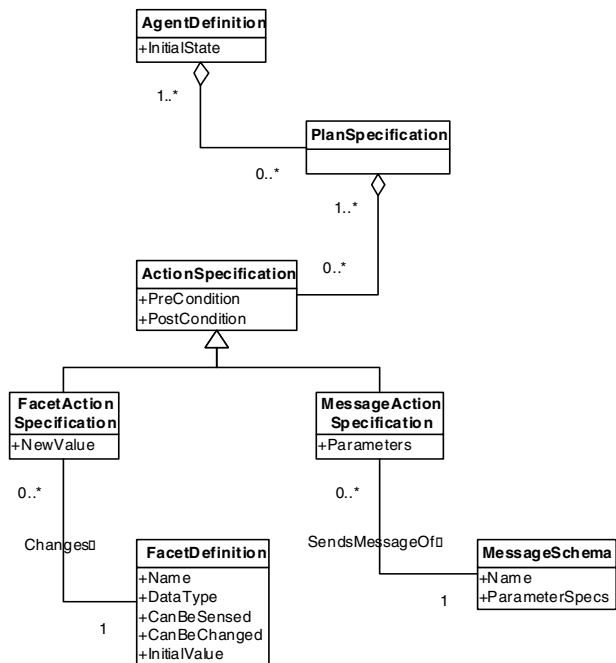 AgentDefinition
+InitialState
1..*
PlanSpecification
0..*
1..*
ActionSpecification
0..*
+PreCondition
+PostCondition
FacetAction
Specification
+NewValue
MessageAction
Specification
+Parameters
0..*
0..*
Changes▯
SendsMessageOf▯
FacetDefinition
+Name
+DataType
+CanBeSensed
+CanBeChanged
+InitialValue
1
MessageSchema
+Name
+ParameterSpecs
1